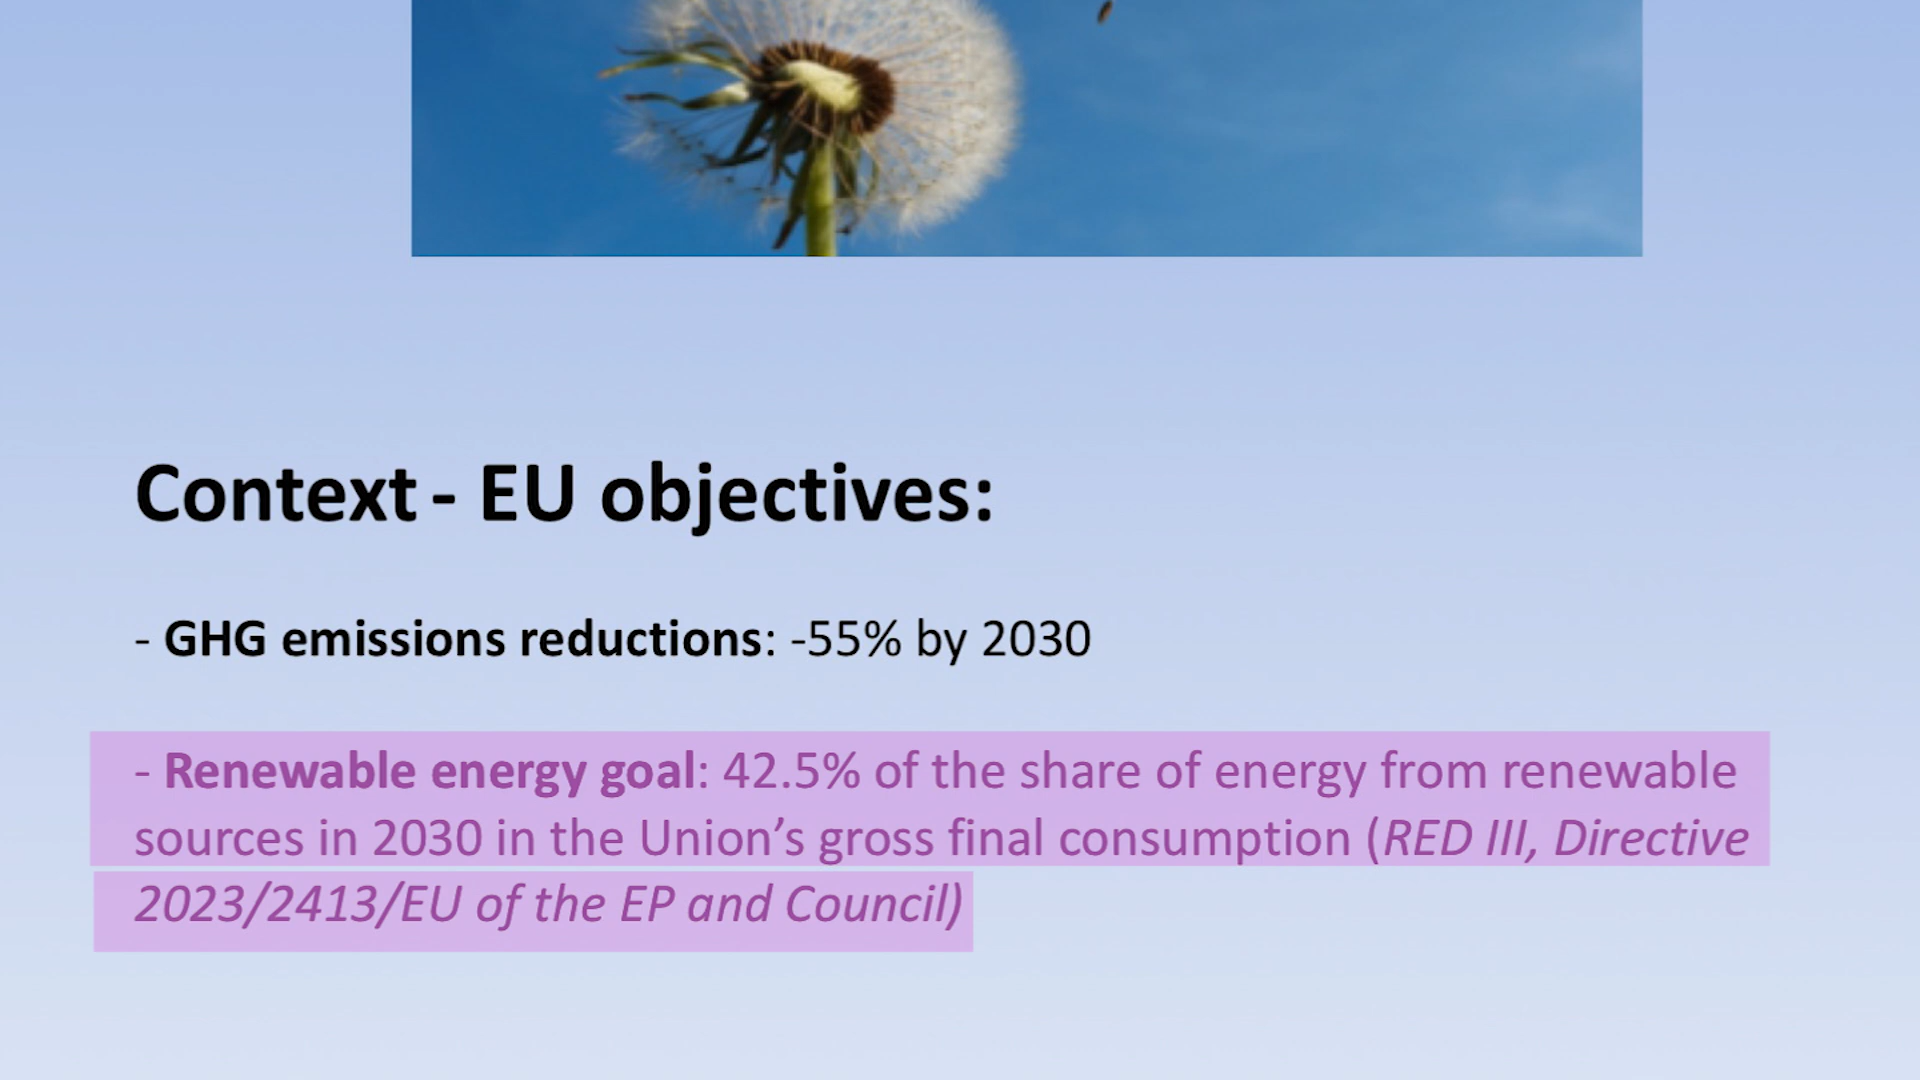 Context - EU objectives:
- GHG emissions reductions: -55% by 2030
- Renewable energy goal: 42.5% of the share of energy from renewable
sources in 2030 in the Union’s gross final consumption (RED III, Directive
2023/2413/EU of the EP and Council)